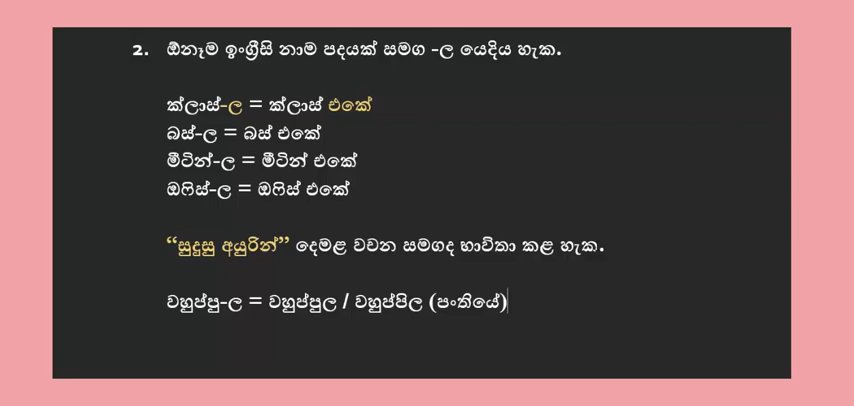 2. ඕනෑම ඉංග්‍රීසි නාම පදයක් සමග -ල යෙදිය හැක.
ක්ලාස්-ල = ක්ලාස් එකේ
බස්-ල = බස් එකේ
මීටින්-ල = මීටින් එකේ
ඔෆිස්-ල = ඔෆිස් එකේ
“සුදුසු අයුරින්” දෙමළ වචන සමගද භාවිතා කළ හැක.
වහුප්පු-ල = වහුප්පුල / වහුප්පිල (පංතියේ)